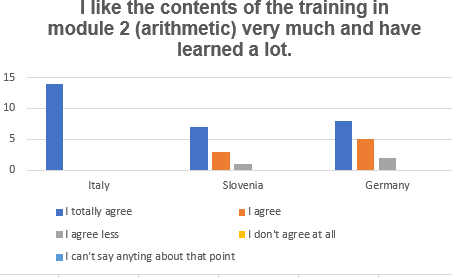 I like the contents of the training in
module 2 (arithmetic) very much and have
learned a lot.
15
10
5
0
Italy Slovenia Germany
I totally agree I agree
I agree less I don't agree at all
I can't say anyting about that point